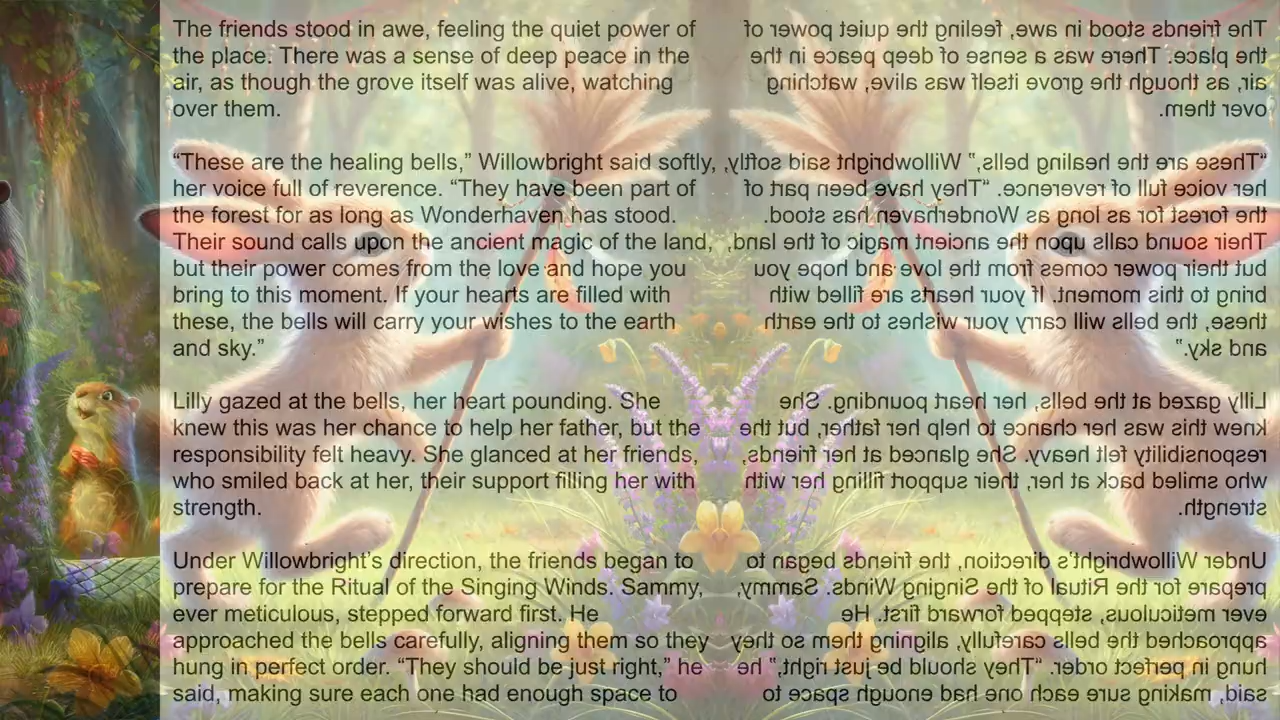 The friends stood in awe, feeling the quiet power of
the place. There was a sense of deep peace in the
air, as though the grove itself was alive, watching
over them.
“These are the healing bells,” Willowbright said softly,
her voice full of reverence. “They have been part of
the forest for as long as Wonderhaven has stood.
Their sound calls upon the ancient magic of the land,
but their power comes from the love and hope you
bring to this moment. If your hearts are filled with
these, the bells will carry your wishes to the earth
and sky.”
Lilly gazed at the bells, her heart pounding. She
knew this was her chance to help her father, but the
responsibility felt heavy. She glanced at her friends,
who smiled back at her, their support filling her with
strength.
Under Willowbright’s direction, the friends began to
prepare for the Ritual of the Singing Winds. Sammy,
ever meticulous, stepped forward first. He
approached the bells carefully, aligning them so they
hung in perfect order. “They should be just right,” he
said, making sure each one had enough space to